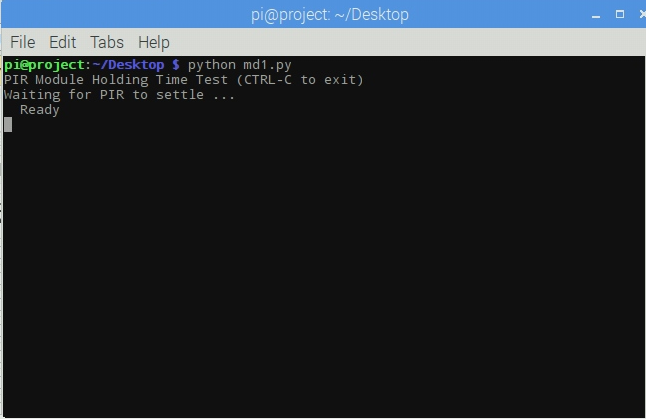 pi@project: ~/Desktop
File Edit Tabs Help
pi@project:~/Desktop $ python md1.py
PIR Module Holding Time Test (CTRL-C to exit)
Waiting for PIR to settle ...
  Ready